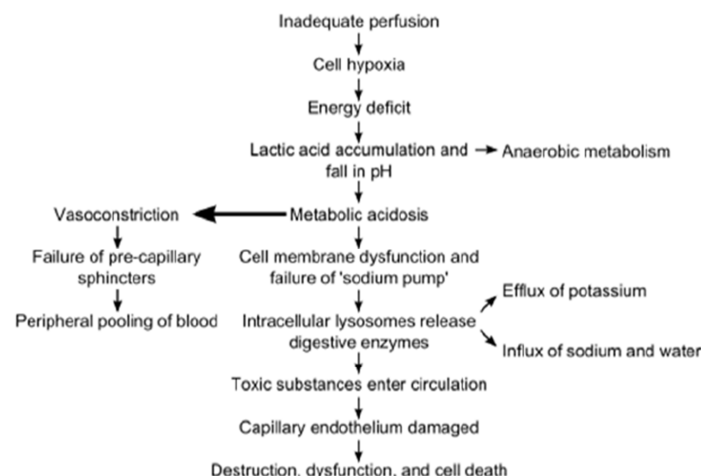 Inadequate perfusion
Cell hypoxia
Energy deficit
Lactic acid accumulation and
fall in pH
Anaerobic metabolism
Vasoconstriction
Metabolic acidosis
Failure of pre-capillary
sphincters
Cell membrane dysfunction and
failure of 'sodium pump'
Peripheral pooling of blood
Intracellular lysosomes release
digestive enzymes
Efflux of potassium
Influx of sodium and water
Toxic substances enter circulation
Capillary endothelium damaged
Destruction, dysfunction, and cell death